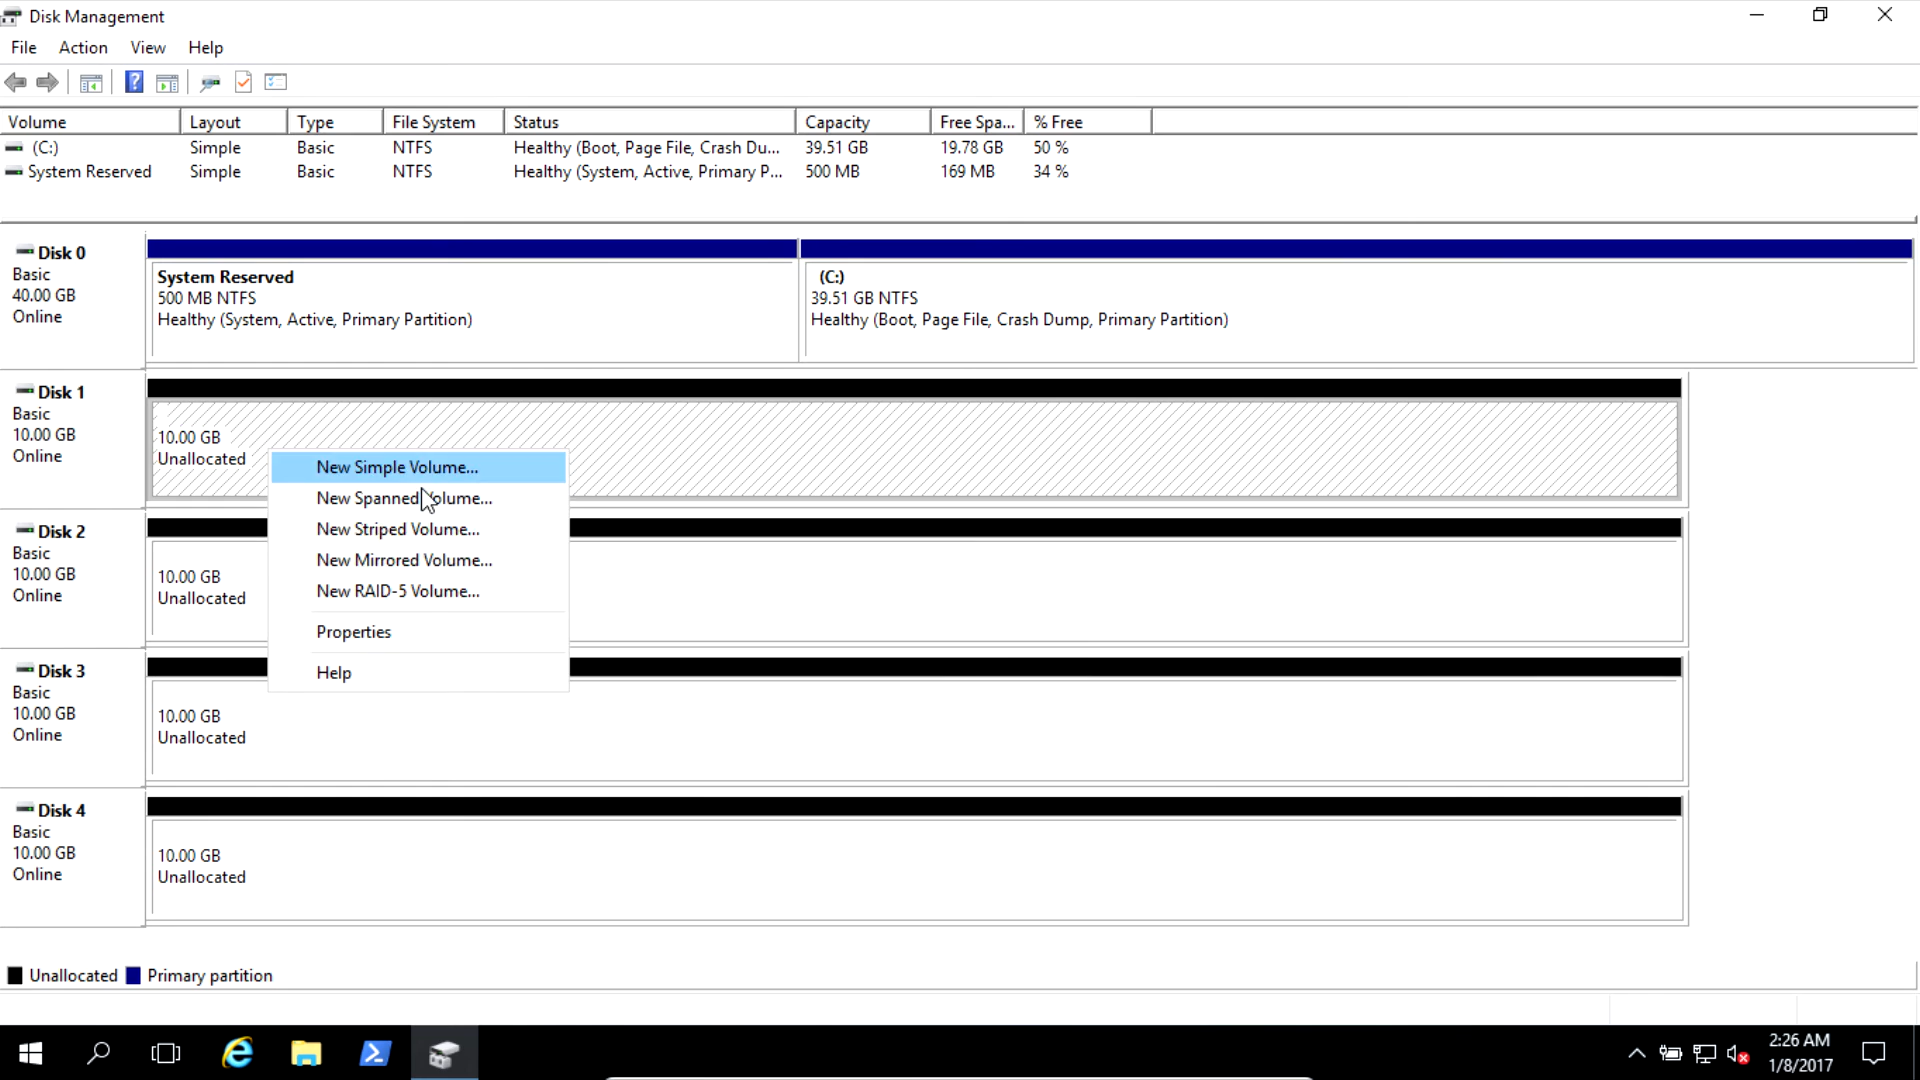 Disk Management
File Action View Help
Volume Layout Type File System Status Capacity Free Spa... % Free
(C:) Simple Basic NTFS Healthy (Boot, Page File, Crash Du... 39.51 GB 19.78 GB 50 %
System Reserved Simple Basic NTFS Healthy (System, Active, Primary P... 500 MB 169 MB 34 %
Disk 0
Basic
40.00 GB
Online
System Reserved
500 MB NTFS
Healthy (System, Active, Primary Partition)
(C:)
39.51 GB NTFS
Healthy (Boot, Page File, Crash Dump, Primary Partition)
Disk 1
Basic
10.00 GB
Online
10.00 GB
Unallocated
New Simple Volume...
New Spanned Volume...
New Striped Volume...
New Mirrored Volume...
New RAID-5 Volume...
Properties
Help
Disk 2
Basic
10.00 GB
Online
10.00 GB
Unallocated
Disk 3
Basic
10.00 GB
Online
10.00 GB
Unallocated
Disk 4
Basic
10.00 GB
Online
10.00 GB
Unallocated
Unallocated Primary partition
2:26 AM
1/8/2017